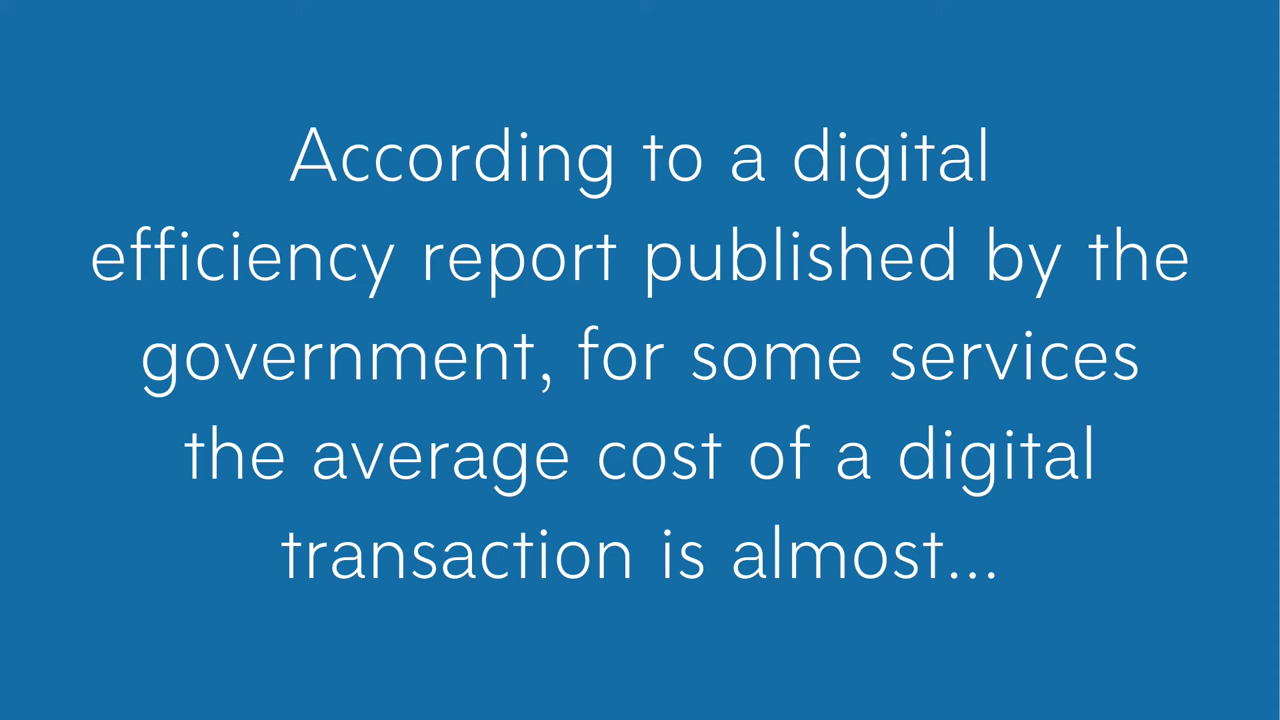 According to a digital
efficiency report published by the
government, for some services
the average cost of a digital
transaction is almost...